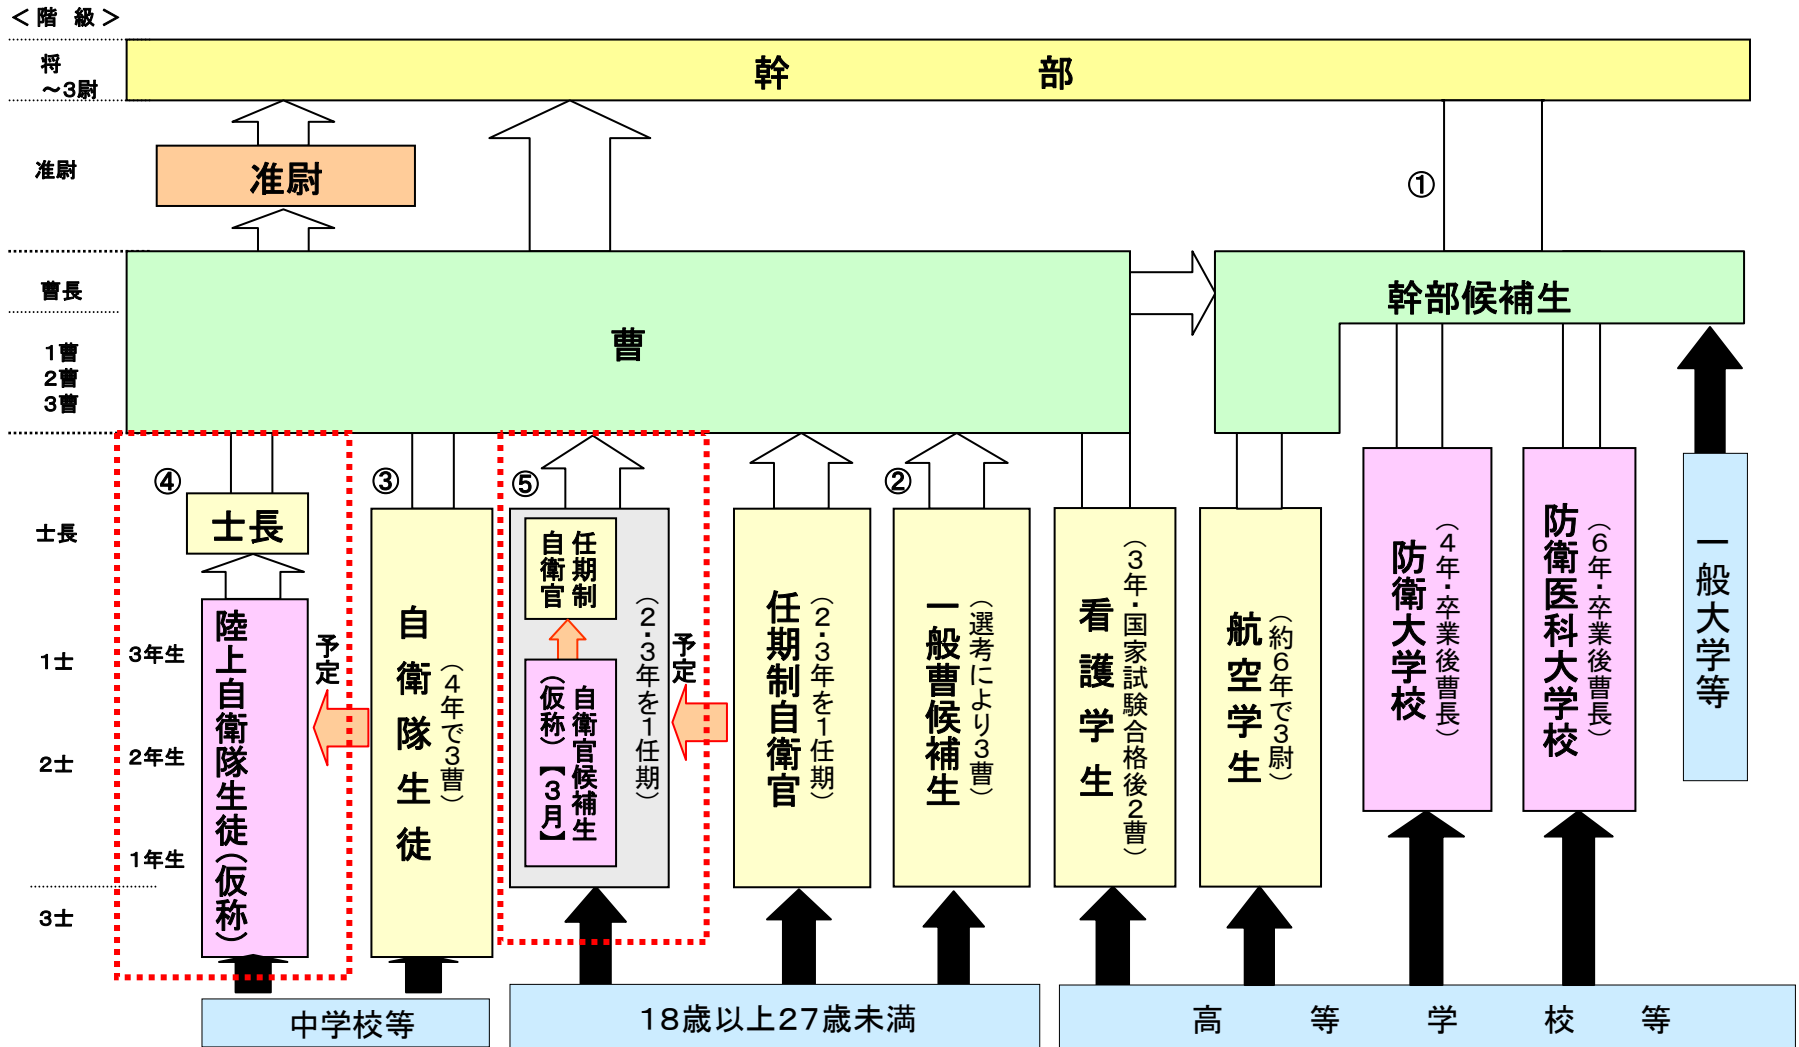 ＜階 級＞
将
～3尉
幹 部
准尉
准尉
①
曹長
幹部候補生
1曹
2曹
3曹
曹
④
士長
③
⑤
②
士長
1士
2士
3士
3年生
2年生
1年生
陸上自衛隊生徒（仮称）
予定
自衛隊生徒
（4年で3曹）
任期制
自衛官
自衛官候補生
（仮称）【3月】
（2・3年を1任期）
予定
任期制自衛官
（2・3年を1任期）
一般曹候補生
（選考により3曹）
看護学生
（3年・国家試験合格後2曹）
航空学生
（約6年で3尉）
防衛大学校
（4年・卒業後曹長）
防衛医科大学校
（6年・卒業後曹長）
一般大学等
中学校等
18歳以上27歳未満
高 等 学 校 等